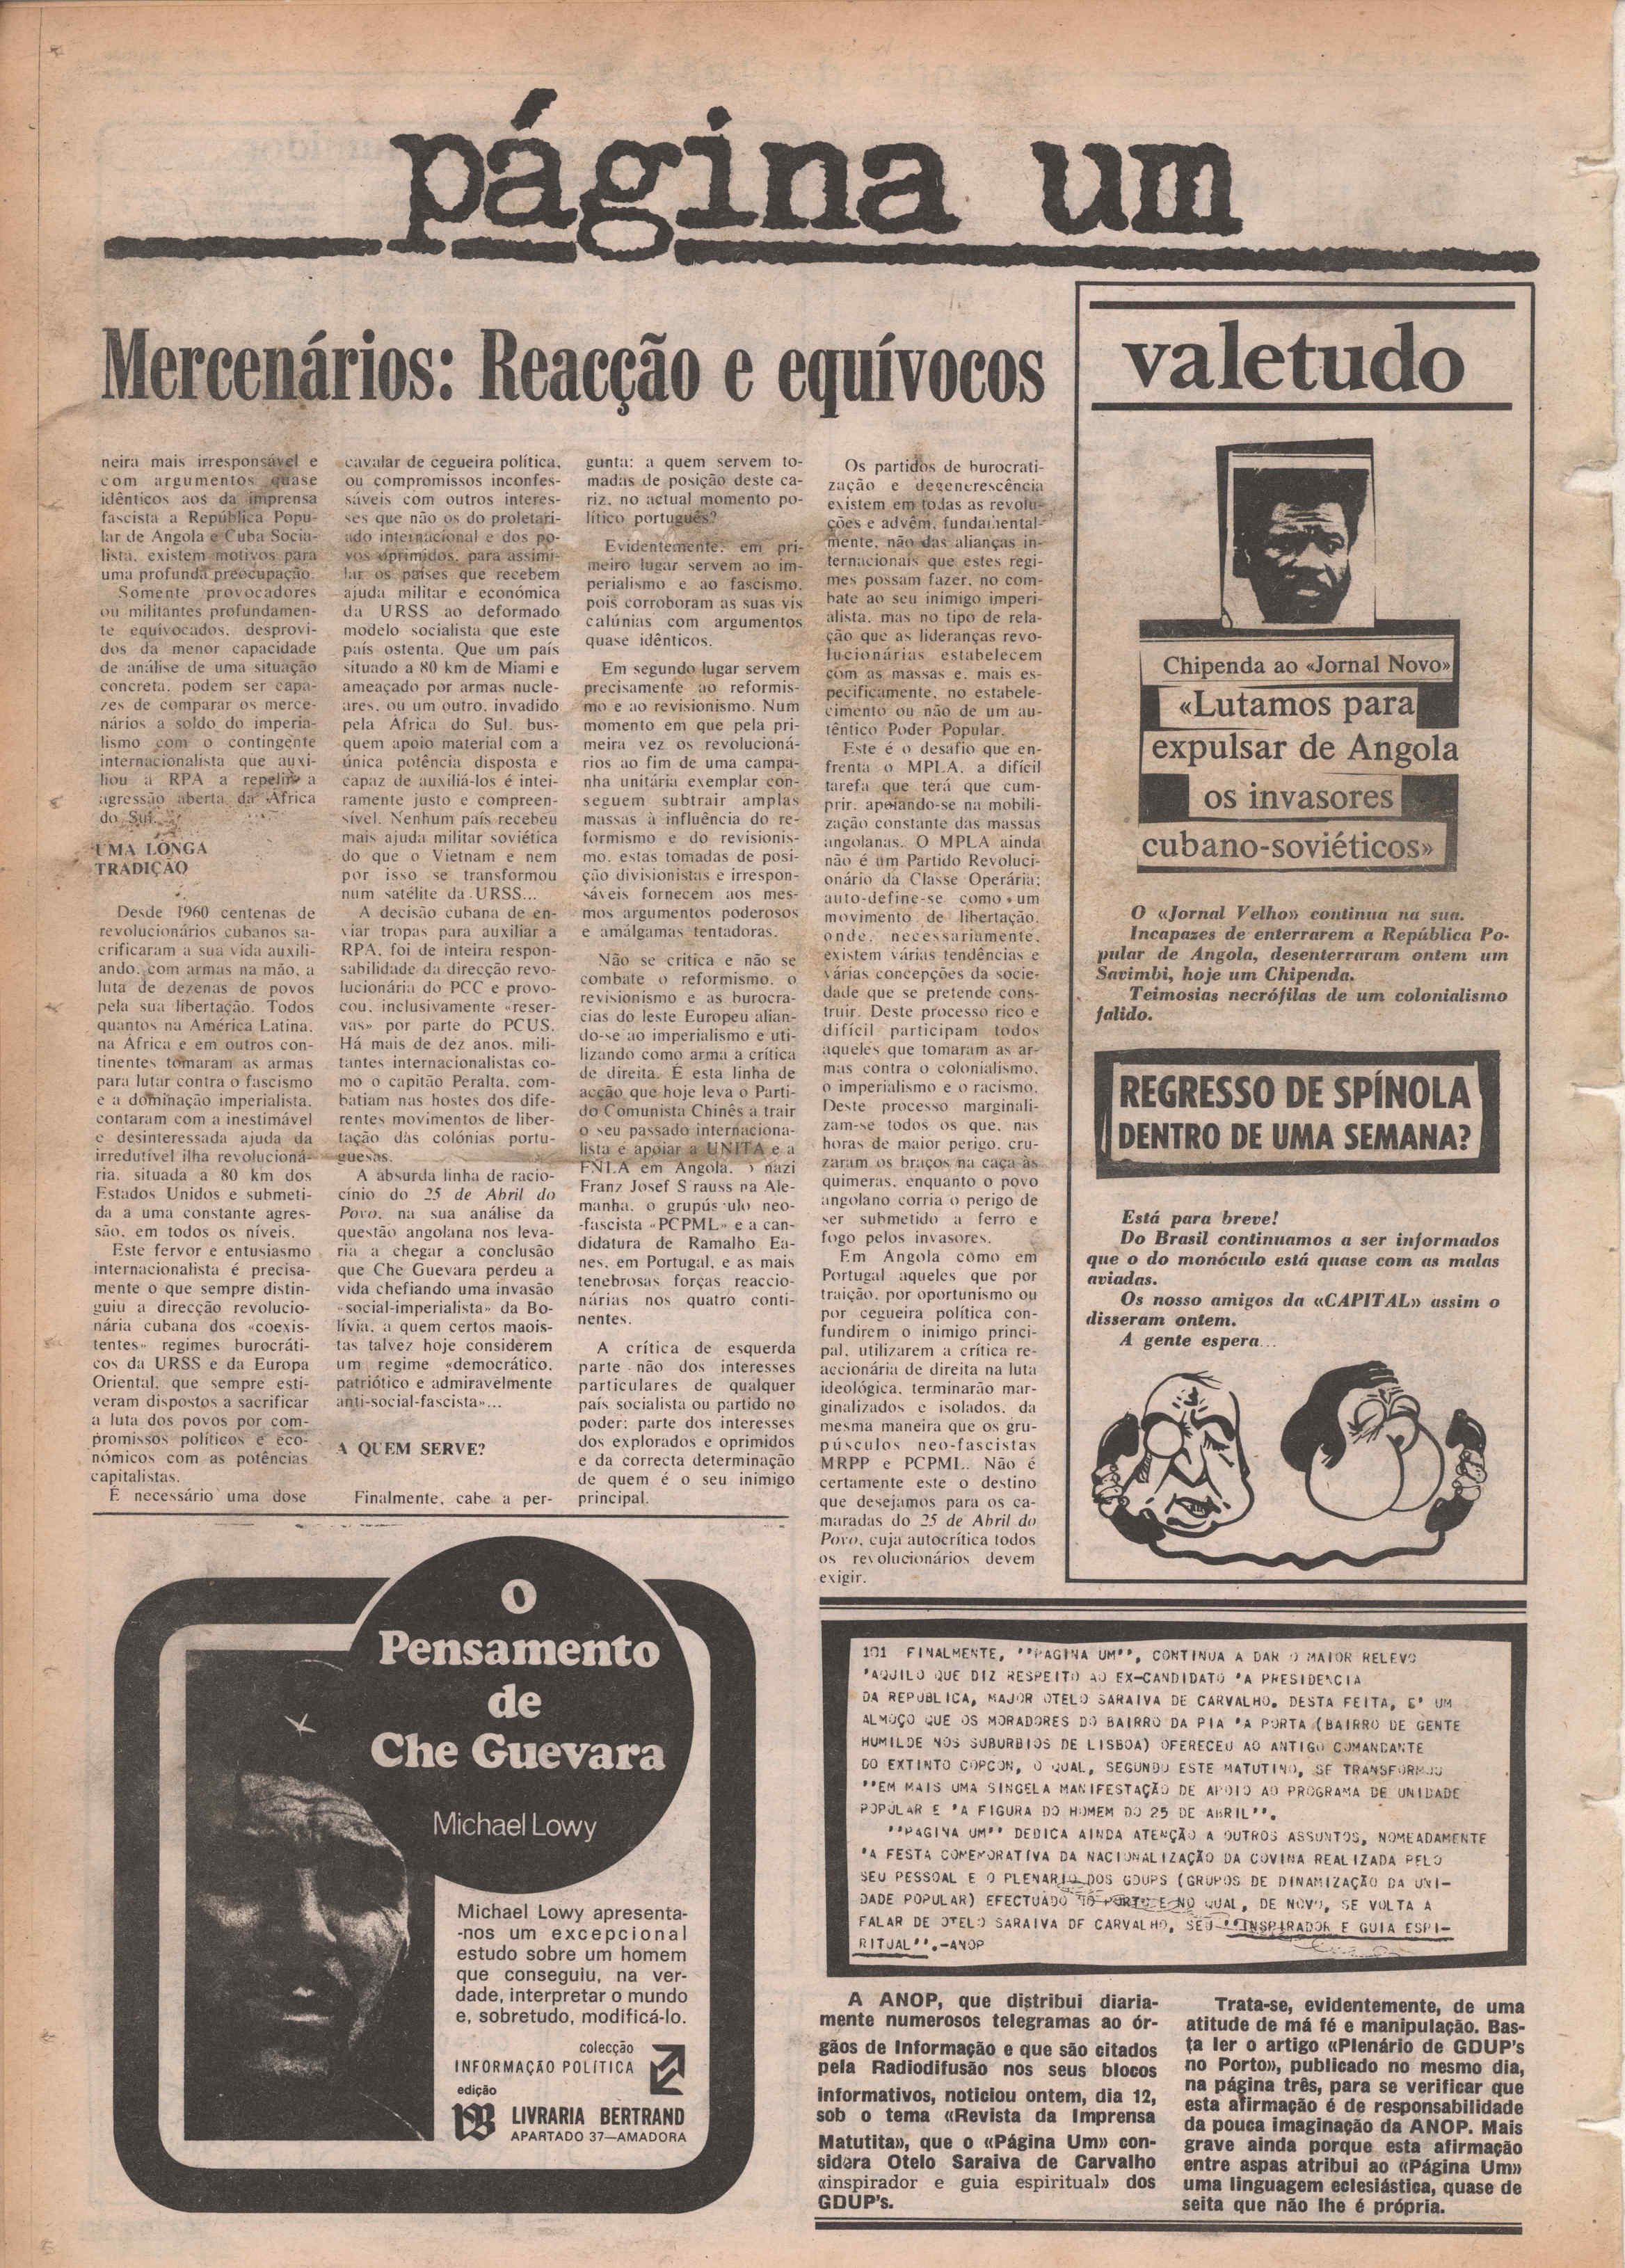 página um
Mercenários: Reacção e equívocos
neira mais irresponsável e
com argumentos quase
idênticos aos da imprensa
fascista a República Popu-
lar de Angola e Cuba Socia-
lista, existem motivos para
uma profunda preocupação.
Somente provocadores
ou militantes profundamen-
te equivocados, desprovi-
dos da menor capacidade
de análise de uma situação
concreta, podem ser capa-
zes de comparar os merce-
nários a soldo do imperia-
lismo com o contingente
internacionalista que auxi-
liou a RPA a repelir a
agressão aberta da África
do Sul.
UMA LONGA
TRADIÇÃO
Desde 1960 centenas de
revolucionários cubanos sa-
crificaram a sua vida auxili-
ando, com armas na mão, a
luta de dezenas de povos
pela sua libertação. Todos
quantos na América Latina,
na África e em outros con-
tinentes tomaram as armas
para lutar contra o fascismo
e a dominação imperialista,
contaram com a inestimável
e desinteressada ajuda da
irredutível ilha revolucioná-
ria, situada a 80 km dos
Estados Unidos e submeti-
da a uma constante agres-
são, em todos os níveis.
Este fervor e entusiasmo
internacionalista é precisa-
mente o que sempre distin-
guiu a direcção revolucio-
nária cubana dos «coexis-
tentes» regimes burocráti-
cos da URSS e da Europa
Oriental, que sempre esti-
veram dispostos a sacrificar
a luta dos povos por com-
promissos políticos e eco-
nómicos com as potências
capitalistas.
É necessário uma dose
cavalar de cegueira política,
ou compromissos inconfes-
sáveis com outros interes-
ses que não os do proletari-
ado internacional e dos po-
vos oprimidos, para assimi-
lar os países que recebem
ajuda militar e económica
da URSS ao deformado
modelo socialista que este
país ostenta. Que um país
situado a 80 km de Miami e
ameaçado por armas nucle-
ares, ou um outro, invadido
pela África do Sul, bus-
quem apoio material com a
única potência disposta e
capaz de auxiliá-los é intei-
ramente justo e compreen-
sível. Nenhum país recebeu
mais ajuda militar soviética
do que o Vietnam e nem
por isso se transformou
num satélite da URSS...
A decisão cubana de en-
viar tropas para auxiliar a
RPA, foi de inteira respon-
sabilidade da direcção revo-
lucionária do PCC e provo-
cou, inclusivamente «reser-
vas» por parte do PCUS.
Há mais de dez anos, mili-
tantes internacionalistas co-
mo o capitão Peralta, com-
batiam nas hostes dos dife-
rentes movimentos de liber-
tação das colónias portu-
guesas.
A absurda linha de racio-
cínio do 25 de Abril do
Povo, na sua análise da
questão angolana nos leva-
ria a chegar a conclusão
que Che Guevara perdeu a
vida chefiando uma invasão
«social-imperialista» da Bo-
lívia, a quem certos maois-
tas talvez hoje considerem
um regime «democrático,
patriótico e admiravelmente
anti-social-fascista»...
A QUEM SERVE?
Finalmente, cabe a per-
gunta: a quem servem to-
madas de posição deste ca-
riz, no actual momento po-
lítico português?
Evidentemente, em pri-
meiro lugar servem ao im-
perialismo e ao fascismo,
pois corroboram as suas vis
calúnias com argumentos
quase idênticos.
Em segundo lugar servem
precisamente ao reformis-
mo e ao revisionismo. Num
momento em que pela pri-
meira vez os revolucioná-
rios ao fim de uma campa-
nha unitária exemplar con-
seguem subtrair amplas
massas à influência do re-
formismo e do revisionis-
mo, estas tomadas de posi-
ção divisionistas e irrespon-
sáveis fornecem aos mes-
mos argumentos poderosos
e amálgamas tentadoras.
Não se critica e não se
combate o reformismo, o
revisionismo e as burocra-
cias do leste Europeu alian-
do-se ao imperialismo e uti-
lizando como arma a crítica
de direita. É esta linha de
acção que hoje leva o Parti-
do Comunista Chinês a trair
o seu passado internaciona-
lista e apoiar a UNITA e a
FNLA em Angola, o nazi
Franz Josef Strauss na Ale-
manha, o grupúsculo neo-
-fascista «PCPML» e a can-
didatura de Ramalho Ea-
nes, em Portugal, e as mais
tenebrosas forças reaccio-
nárias nos quatro conti-
nentes.
A crítica de esquerda
parte não dos interesses
particulares de qualquer
país socialista ou partido no
poder; parte dos interesses
dos explorados e oprimidos
e da correcta determinação
de quem é o seu inimigo
principal.
Os partidos de burocrati-
zação e degenerescência
existem em todas as revolu-
ções e advêm, fundamental-
mente, não das alianças in-
ternacionais que estes regi-
mes possam fazer, no com-
bate ao seu inimigo imperi-
alista, mas no tipo de rela-
ção que as lideranças revo-
lucionárias estabelecem
com as massas e, mais es-
pecificamente, no estabele-
cimento ou não de um au-
têntico Poder Popular.
Este é o desafio que en-
frenta o MPLA, a difícil
tarefa que terá que cum-
prir, apoiando-se na mobili-
zação constante das massas
angolanas. O MPLA ainda
não é um Partido Revoluci-
onário da Classe Operária;
auto-define-se como um
movimento de libertação,
onde, necessariamente,
existem várias tendências e
várias concepções da socie-
dade que se pretende cons-
truir. Deste processo rico e
difícil participam todos
aqueles que tomaram as ar-
mas contra o colonialismo,
o imperialismo e o racismo.
Deste processo marginali-
zam-se todos os que, nas
horas de maior perigo, cru-
zaram os braços na caça às
quimeras, enquanto o povo
angolano corria o perigo de
ser submetido a ferro e
fogo pelos invasores.
Em Angola como em
Portugal aqueles que por
traição, por oportunismo ou
por cegueira política con-
fundirem o inimigo princi-
pal, utilizarem a crítica re-
accionária de direita na luta
ideológica, terminarão mar-
ginalizados e isolados, da
mesma maneira que os gru-
púsculos neo-fascistas
MRPP e PCPML. Não é
certamente este o destino
que desejamos para os ca-
maradas do 25 de Abril do
Povo, cuja autocrítica todos
os revolucionários devem
exigir.
valetudo
Chipenda ao «Jornal Novo»
«Lutamos para
expulsar de Angola
os invasores
cubano-soviéticos»
O «Jornal Velho» continua na sua.
Incapazes de enterrarem a República Po-
pular de Angola, desenterraram ontem um
Savimbi, hoje um Chipenda.
Teimosias necrófilas de um colonialismo
falido.
REGRESSO DE SPÍNOLA
DENTRO DE UMA SEMANA?
Está para breve!
Do Brasil continuamos a ser informados
que o do monóculo está quase com as malas
aviadas.
Os nosso amigos da «CAPITAL» assim o
disseram ontem.
A gente espera...
O
Pensamento
de
Che Guevara
Michael Lowy
Michael Lowy apresenta-
-nos um excepcional
estudo sobre um homem
que conseguiu, na ver-
dade, interpretar o mundo
e, sobretudo, modificá-lo.
colecção
INFORMAÇÃO POLÍTICA
edição
LIVRARIA BERTRAND
APARTADO 37—AMADORA
101 FINALMENTE, ''PAGINA UM'', CONTINUA A DAR O MAIOR RELEVO
'AQUILO QUE DIZ RESPEITO AO EX-CANDIDATO 'A PRESIDENCIA
DA REPUBLICA, MAJOR OTELO SARAIVA DE CARVALHO. DESTA FEITA, E' UM
ALMOÇO QUE OS MORADORES DO BAIRRO DA PIA 'A PORTA (BAIRRO DE GENTE
HUMILDE NOS SUBURBIOS DE LISBOA) OFERECEU AO ANTIGO COMANDANTE
DO EXTINTO COPCON, O QUAL, SEGUNDO ESTE MATUTINO, SE TRANSFORMOU
''EM MAIS UMA SINGELA MANIFESTAÇÃO DE APOIO AO PROGRAMA DE UNIDADE
POPULAR E 'A FIGURA DO HOMEM DO 25 DE ABRIL''.
''PAGINA UM'' DEDICA AINDA ATENÇÃO A OUTROS ASSUNTOS, NOMEADAMENTE
'A FESTA COMEMORATIVA DA NACIONALIZAÇÃO DA COVINA REALIZADA PELO
SEU PESSOAL E O PLENARIO DOS GDUPS (GRUPOS DE DINAMIZAÇÃO DA UNI-
DADE POPULAR) EFECTUADO NO PORTO E NO QUAL, DE NOVO, SE VOLTA A
FALAR DE OTELO SARAIVA DE CARVALHO, SEU ''INSPIRADOR E GUIA ESPI-
RITUAL''.-ANOP
A ANOP, que distribui diaria-
mente numerosos telegramas ao ór-
gãos de Informação e que são citados
pela Radiodifusão nos seus blocos
informativos, noticiou ontem, dia 12,
sob o tema «Revista da Imprensa
Matutita», que o «Página Um» con-
sidera Otelo Saraiva de Carvalho
«inspirador e guia espiritual» dos
GDUP's.
Trata-se, evidentemente, de uma
atitude de má fé e manipulação. Bas-
ta ler o artigo «Plenário de GDUP's
no Porto», publicado no mesmo dia,
na página três, para se verificar que
esta afirmação é de responsabilidade
da pouca imaginação da ANOP. Mais
grave ainda porque esta afirmação
entre aspas atribui ao «Página Um»
uma linguagem eclesiástica, quase de
seita que não lhe é própria.